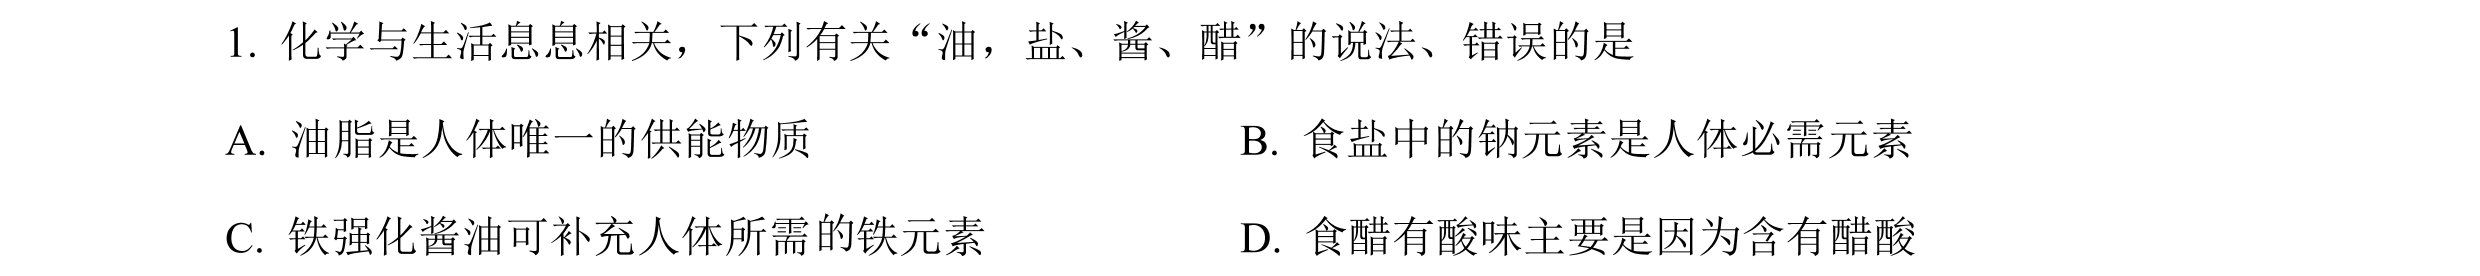 1. 化学与生活息息相关，下列有关“油，盐、酱、醋”的说法、错误的是
A. 油脂是人体唯一的供能物质 B. 食盐中的钠元素是人体必需元素
C. 铁强化酱油可补充人体所需的铁元素 D. 食醋有酸味主要是因为含有醋酸